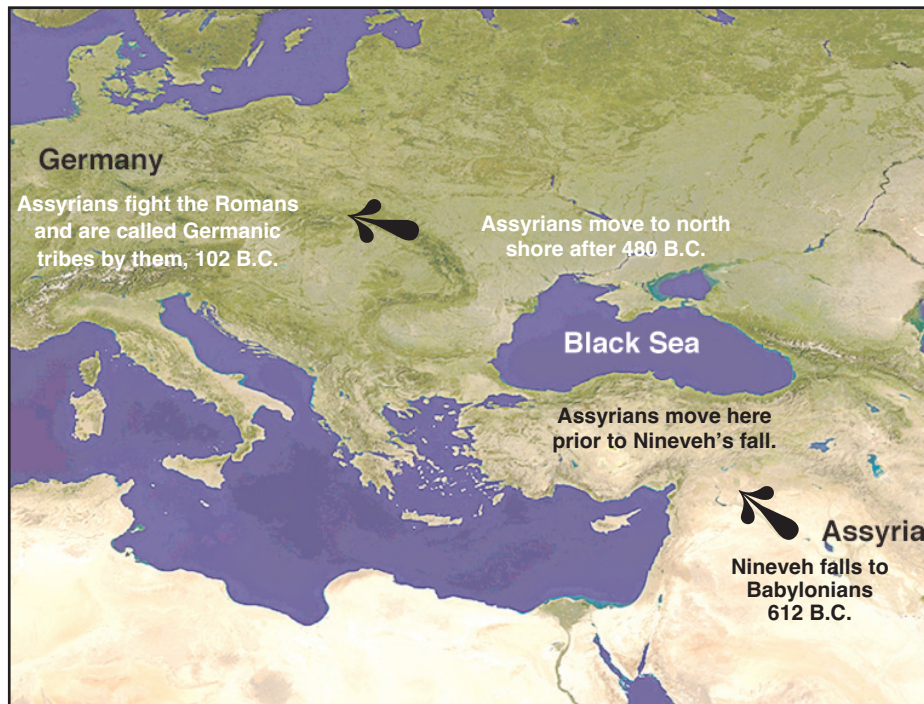 Germany
Assyrians fight the Romans
and are called Germanic
tribes by them, 102 B.C.
Assyrians move to north
shore after 480 B.C.
Black Sea
Assyrians move here
prior to Nineveh’s fall.
Assyria
Nineveh falls to
Babylonians
612 B.C.